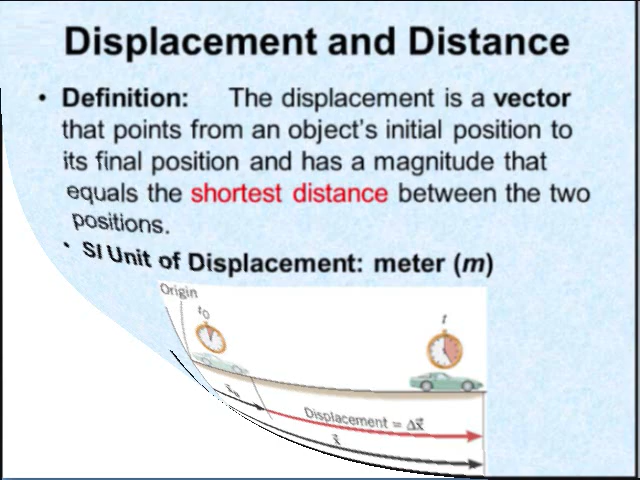 Displacement and Distance
• Definition: The displacement is a vector
that points from an object's initial position to
its final position and has a magnitude that
equals the shortest distance between the two
positions.
• SI Unit of Displacement: meter (m)
Origin
t₀
t
x⃗₀
Displacement = Δx⃗
x⃗